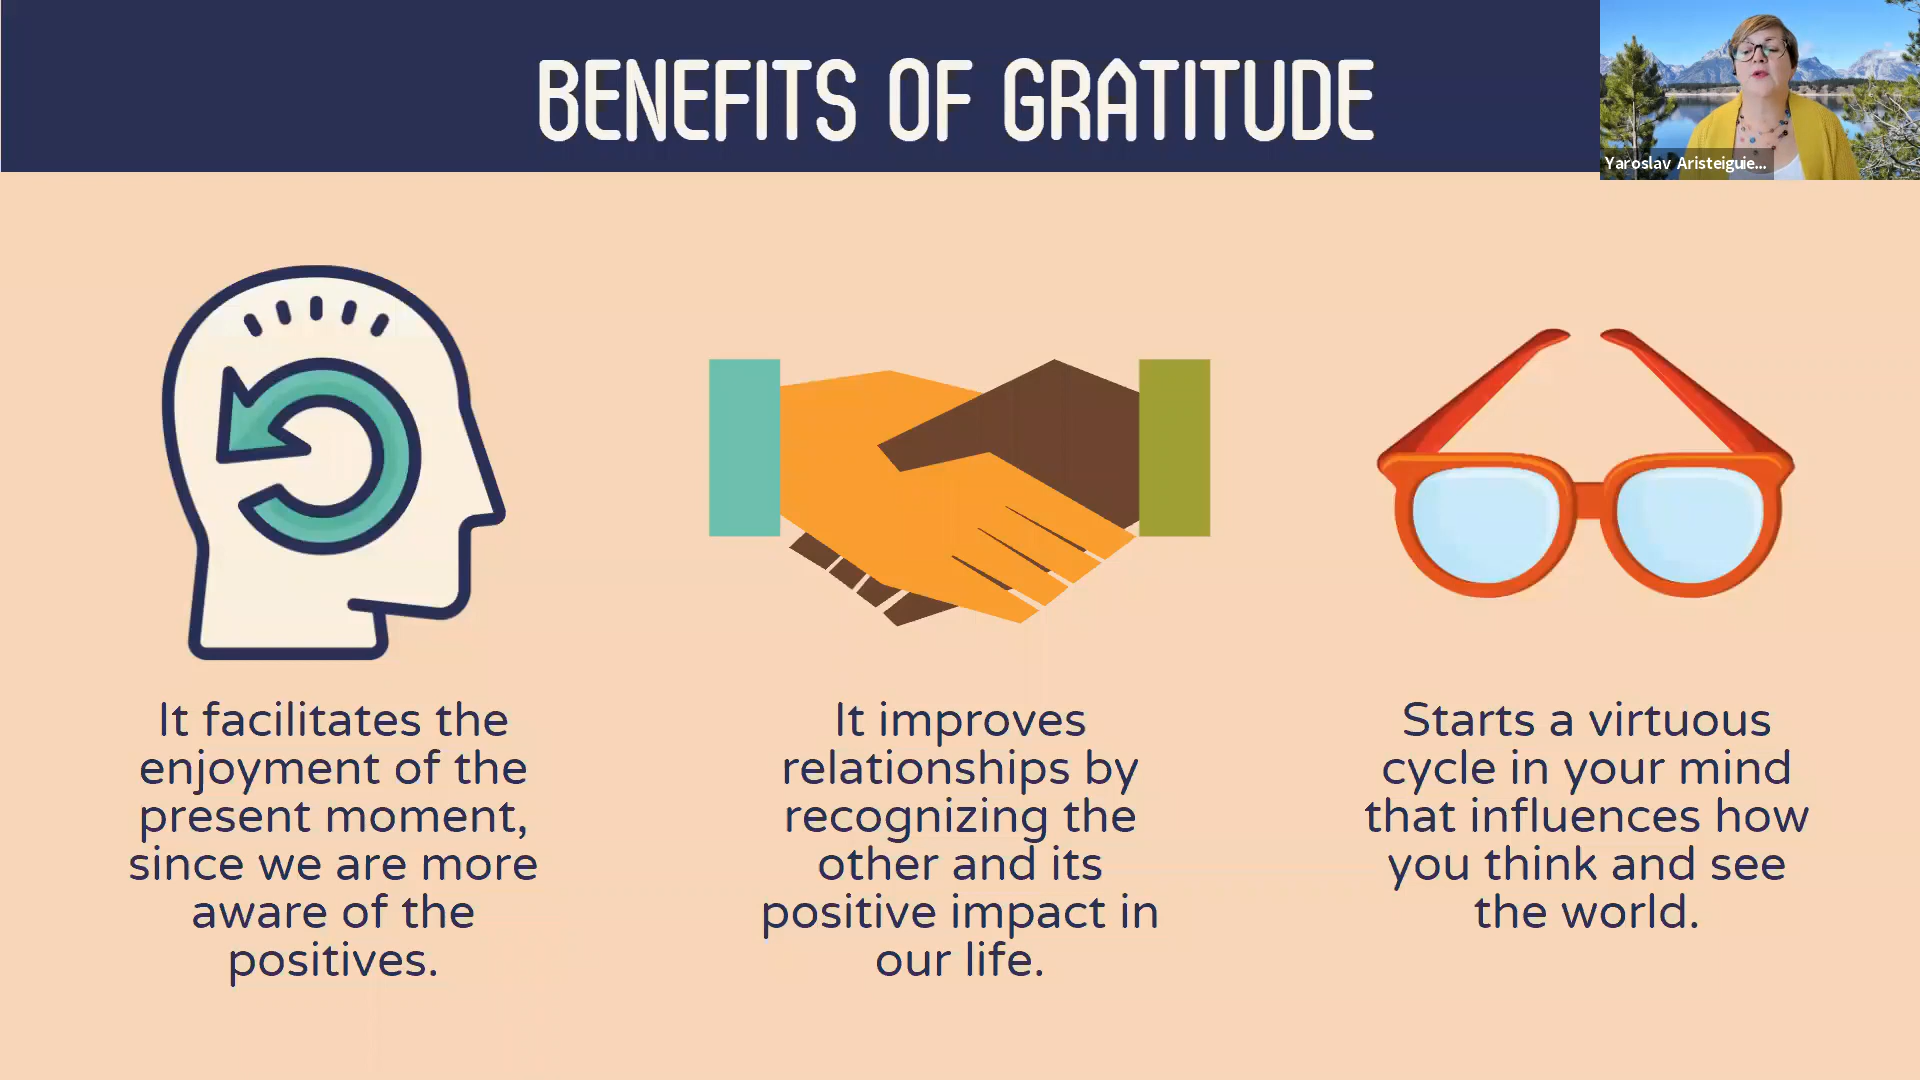 BENEFITS OF GRATITUDE
Yaroslav Aristeiguie...
It facilitates the
enjoyment of the
present moment,
since we are more
aware of the
positives.
It improves
relationships by
recognizing the
other and its
positive impact in
our life.
Starts a virtuous
cycle in your mind
that influences how
you think and see
the world.